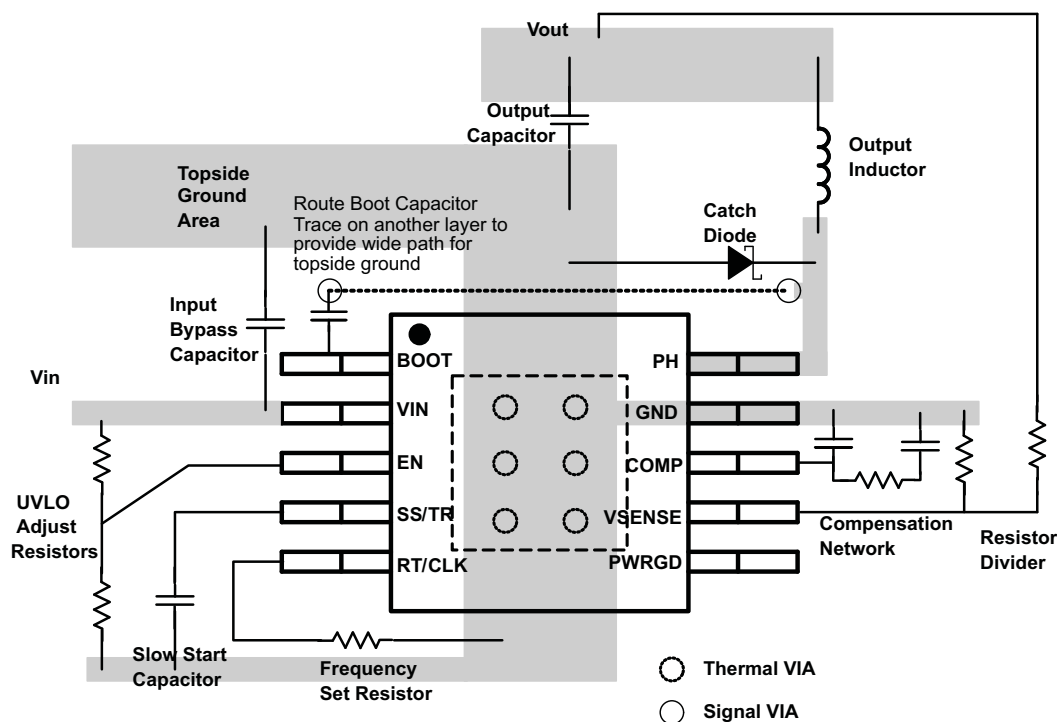 Vout
Output
Capacitor
Output
Inductor
Topside
Ground
Area
Route Boot Capacitor
Trace on another layer to
provide wide path for
topside ground
Catch
Diode
Input
Bypass
Capacitor
Vin
BOOT
VIN
EN
SS/TR
RT/CLK
PH
GND
COMP
VSENSE
PWRGD
UVLO
Adjust
Resistors
Compensation
Network
Resistor
Divider
Slow Start
Capacitor
Frequency
Set Resistor
Thermal VIA
Signal VIA